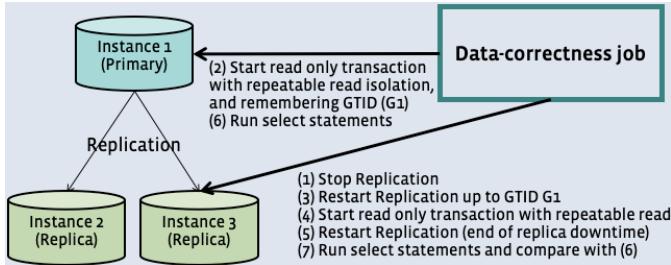 Instance 1
(Primary)
Data-correctness job
(2) Start read only transaction
with repeatable read isolation,
and remembering GTID (G1)
(6) Run select statements
Replication
(1) Stop Replication
(3) Restart Replication up to GTID G1
(4) Start read only transaction with repeatable read
(5) Restart Replication (end of replica downtime)
(7) Run select statements and compare with (6)
Instance 2
(Replica)
Instance 3
(Replica)